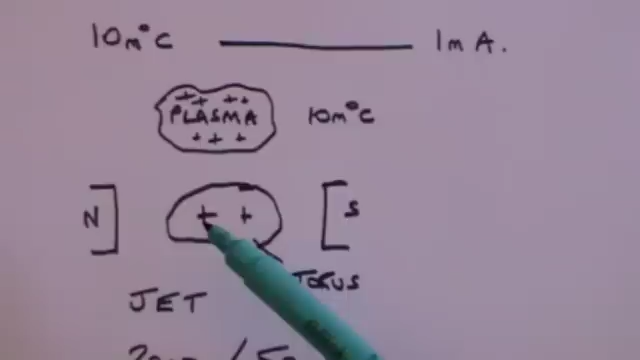 10m°C 1mA.
+ + + +
PLASMA 10m°C
+ + +
N + + S
TORUS
JET